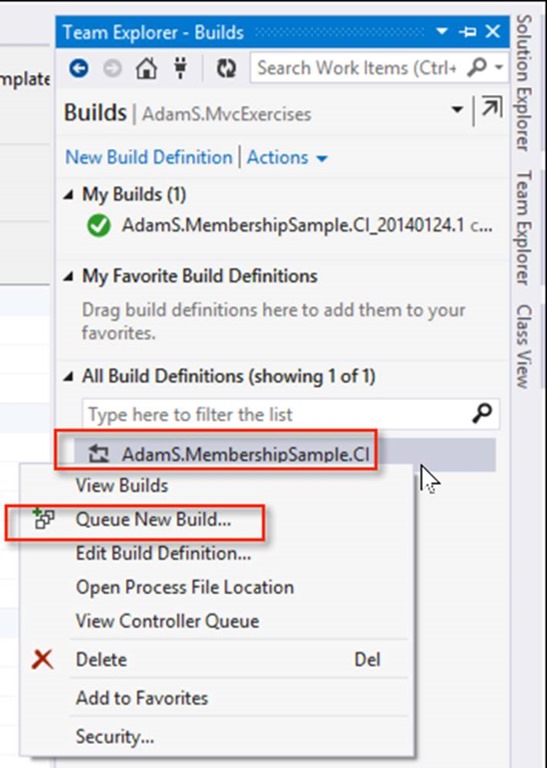 Team Explorer - Builds
mplate
Search Work Items (Ctrl+
Builds | AdamS.MvcExercises
New Build Definition | Actions
My Builds (1)
AdamS.MembershipSample.CI_20140124.1 c...
My Favorite Build Definitions
Drag build definitions here to add them to your
favorites.
All Build Definitions (showing 1 of 1)
Type here to filter the list
AdamS.MembershipSample.CI
View Builds
Queue New Build...
Edit Build Definition...
Open Process File Location
View Controller Queue
Delete Del
Add to Favorites
Security...
Solution Explorer
Team Explorer
Class View